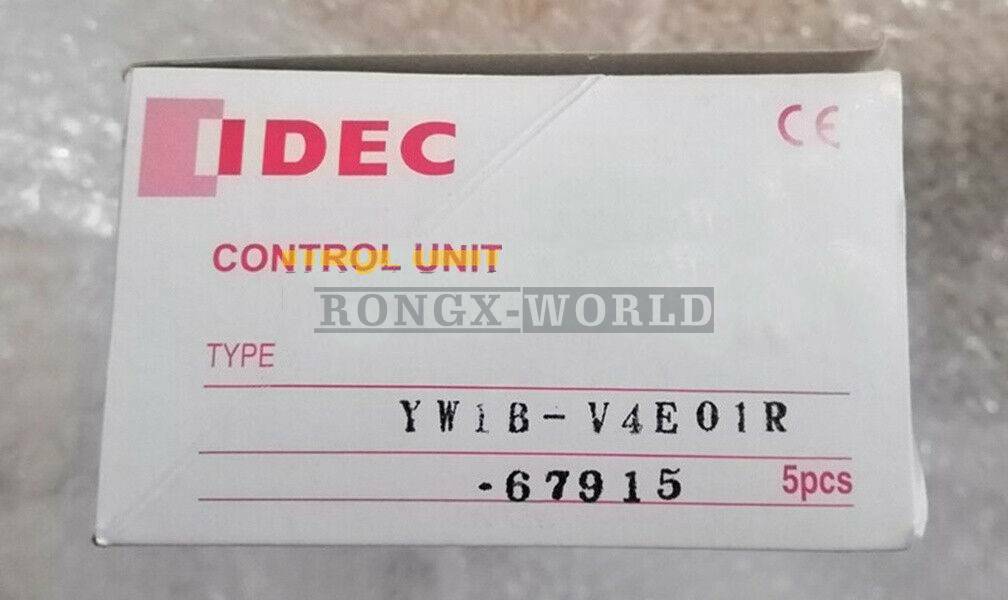 IDEC
CE
CONTROL UNIT
RONGX-WORLD
TYPE
YW1B-V4E01R
-67915 5pcs